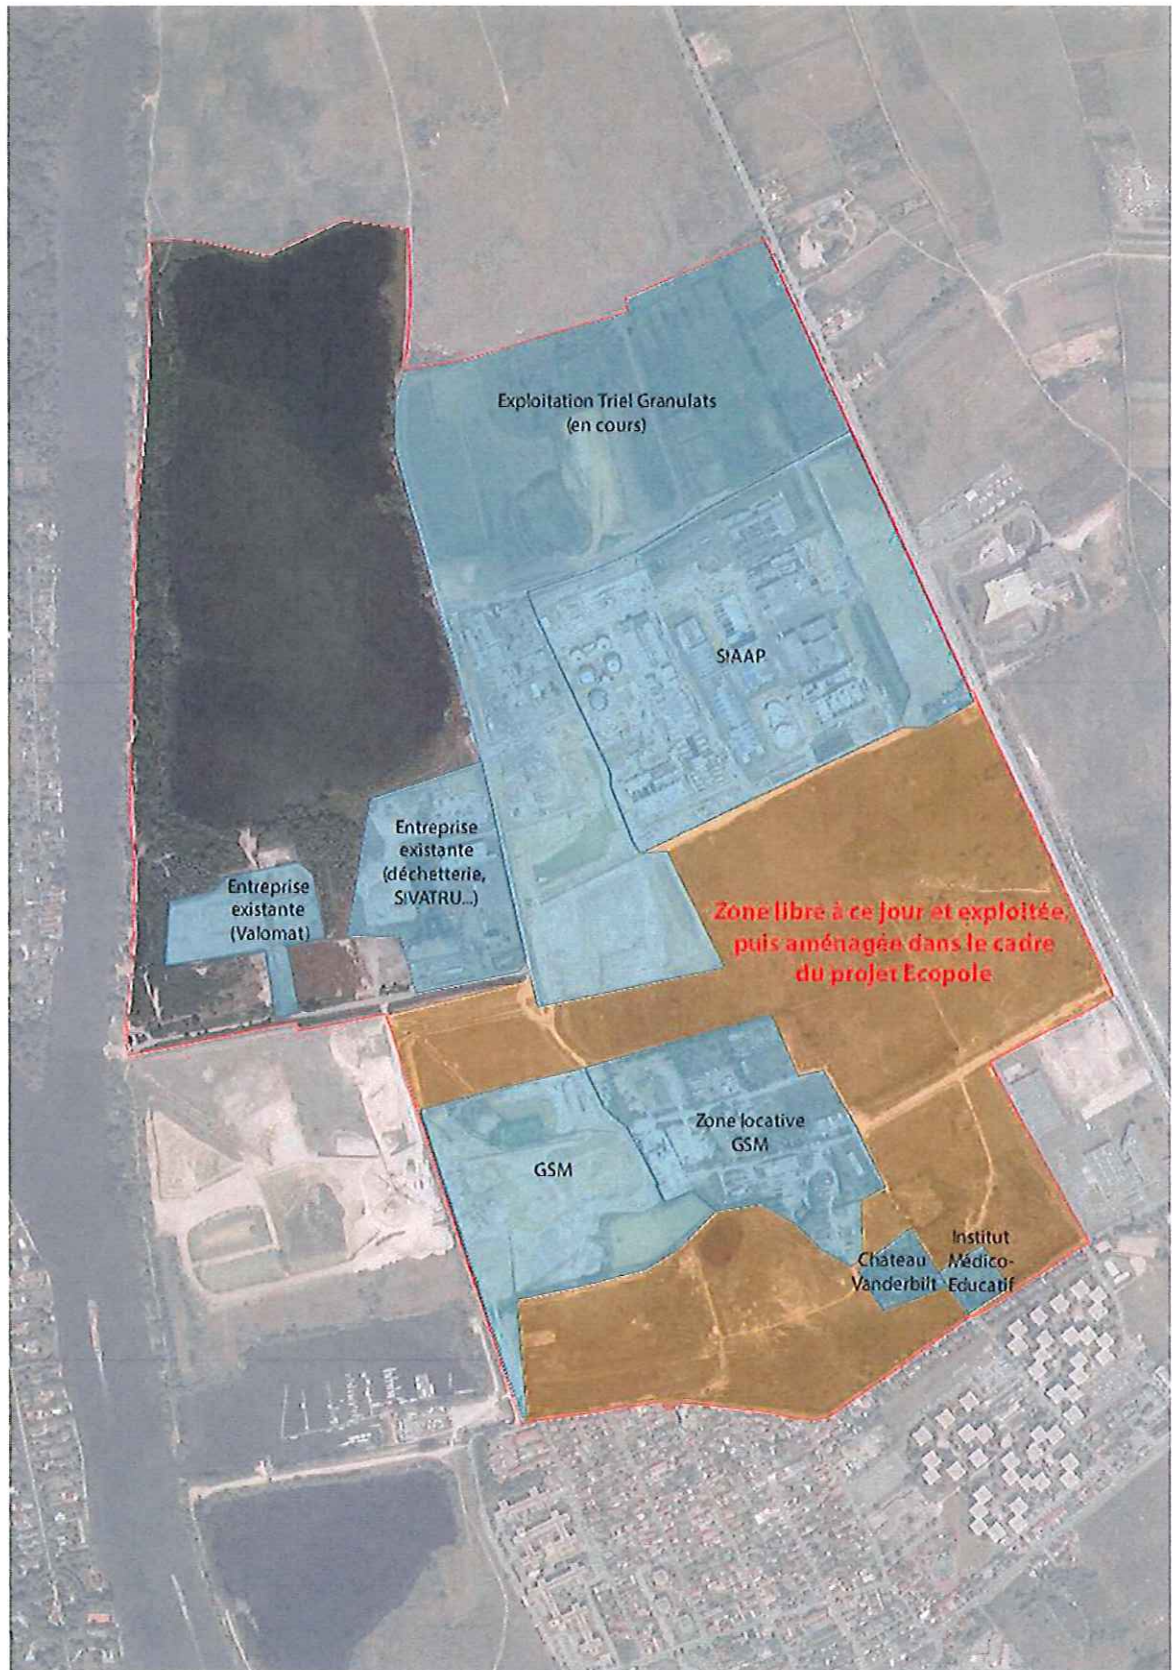 Exploitation Triel Granulats
(en cours)
SIAAP
Entreprise
existante
(déchetterie,
SIVATRU...)
Entreprise
existante
(Valomat)
Zone libre à ce jour et exploitée,
puis aménagée dans le cadre
du projet Ecopole
Zone locative
GSM
GSM
Château
Vanderbilt
Institut
Médico-
Educatif